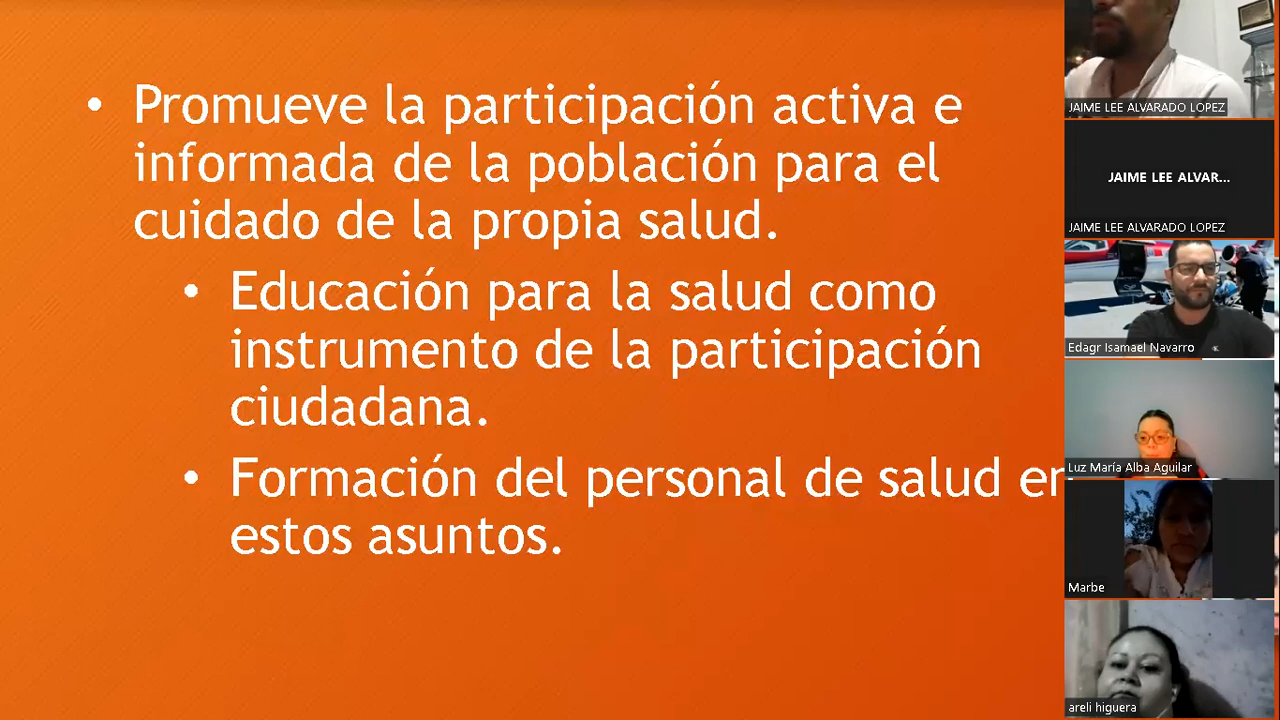 • Promueve la participación activa e
informada de la población para el
cuidado de la propia salud.
• Educación para la salud como
instrumento de la participación
ciudadana.
• Formación del personal de salud en
estos asuntos.
JAIME LEE ALVARADO LOPEZ
JAIME LEE ALVAR...
JAIME LEE ALVARADO LOPEZ
Edagr Isamael Navarro
Luz María Alba Aguilar
Marbe
areli higuera